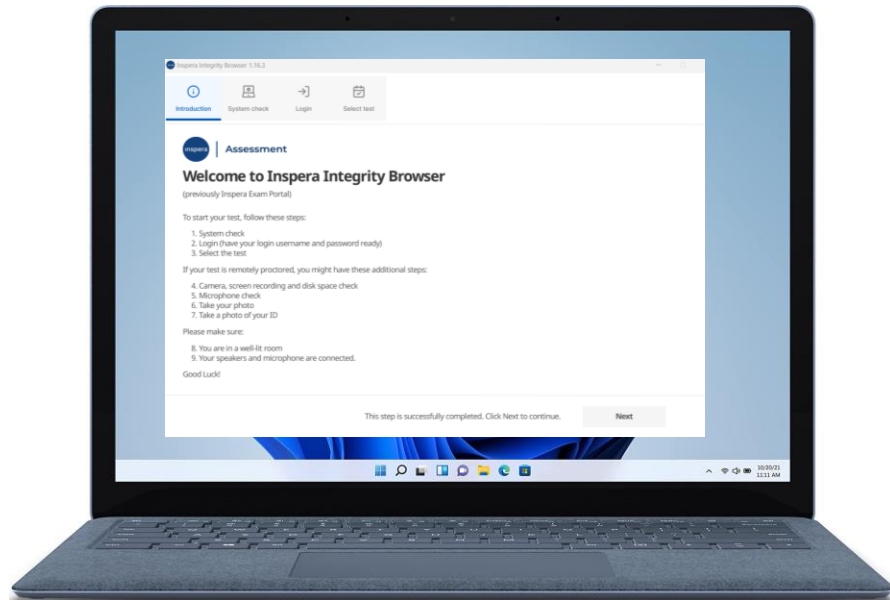 Inspera Integrity Browser 1.16.3
Introduction
System check
Login
Select test
inspera
Assessment
Welcome to Inspera Integrity Browser
(previously Inspera Exam Portal)
To start your test, follow these steps:
1. System check
2. Login (have your login username and password ready)
3. Select the test
If your test is remotely proctored, you might have these additional steps:
4. Camera, screen recording and disk space check
5. Microphone check
6. Take your photo
7. Take a photo of your ID
Please make sure:
8. You are in a well-lit room
9. Your speakers and microphone are connected.
Good Luck!
This step is successfully completed. Click Next to continue.
Next
10/20/21
11:11 AM